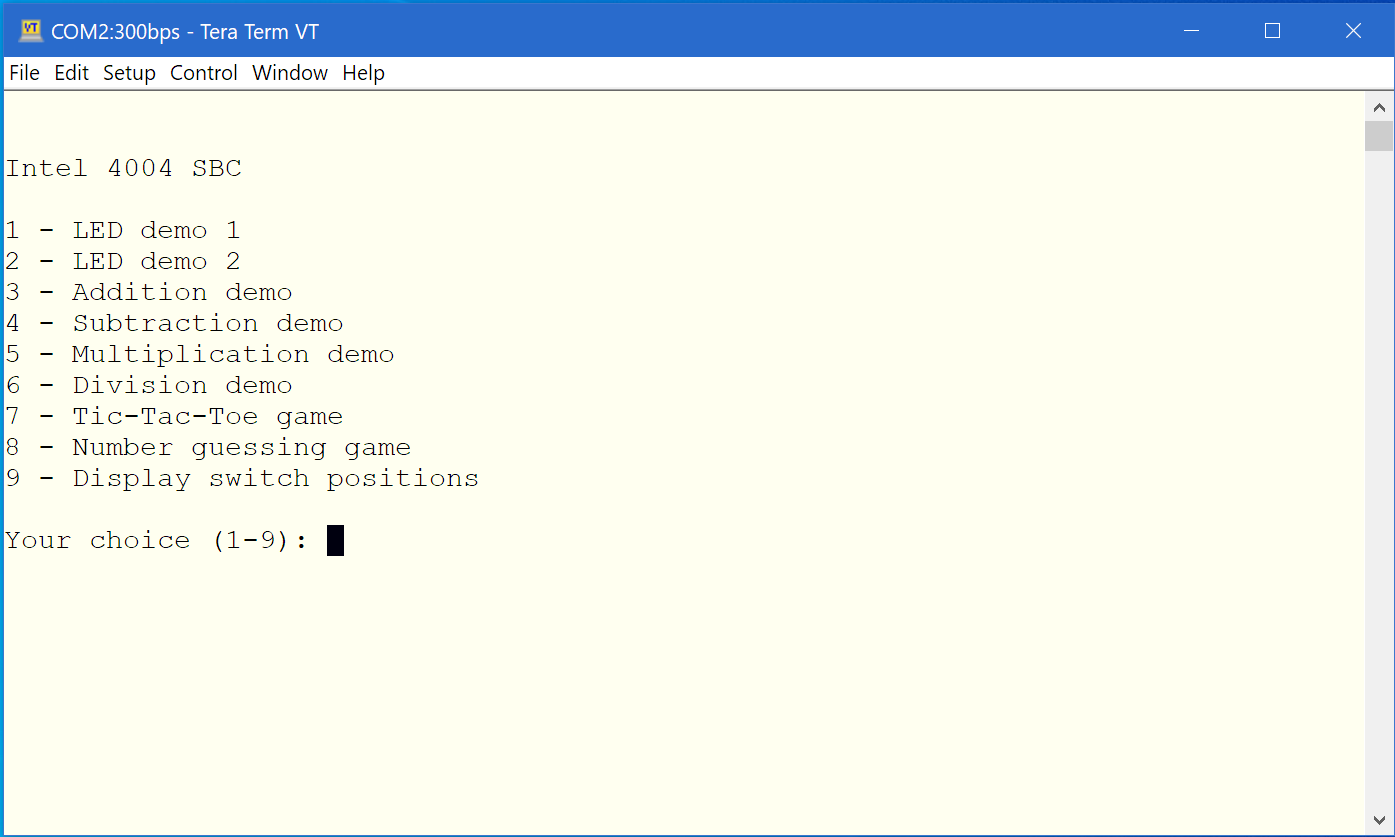 COM2:300bps - Tera Term VT
File Edit Setup Control Window Help
Intel 4004 SBC
1 - LED demo 1
2 - LED demo 2
3 - Addition demo
4 - Subtraction demo
5 - Multiplication demo
6 - Division demo
7 - Tic-Tac-Toe game
8 - Number guessing game
9 - Display switch positions
Your choice (1-9):